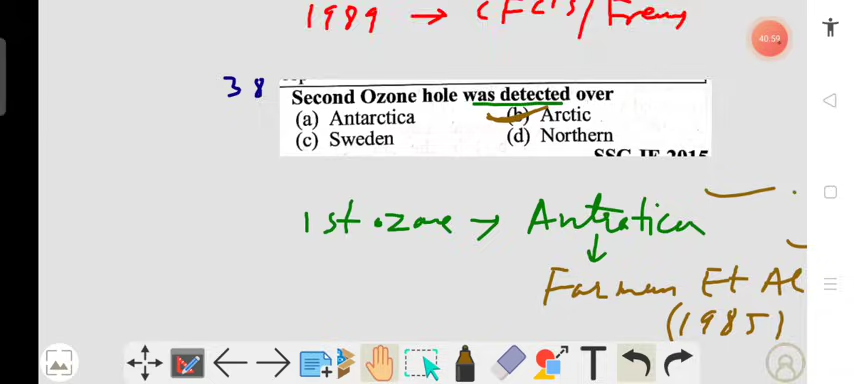 1989 → CFC's/Freus
40:59
38
Second Ozone hole was detected over
(a) Antarctica (b) Arctic
(c) Sweden (d) Northern
SSC JE 2015
1st ozone → Antratica
Farman Et Al
(1985)
T